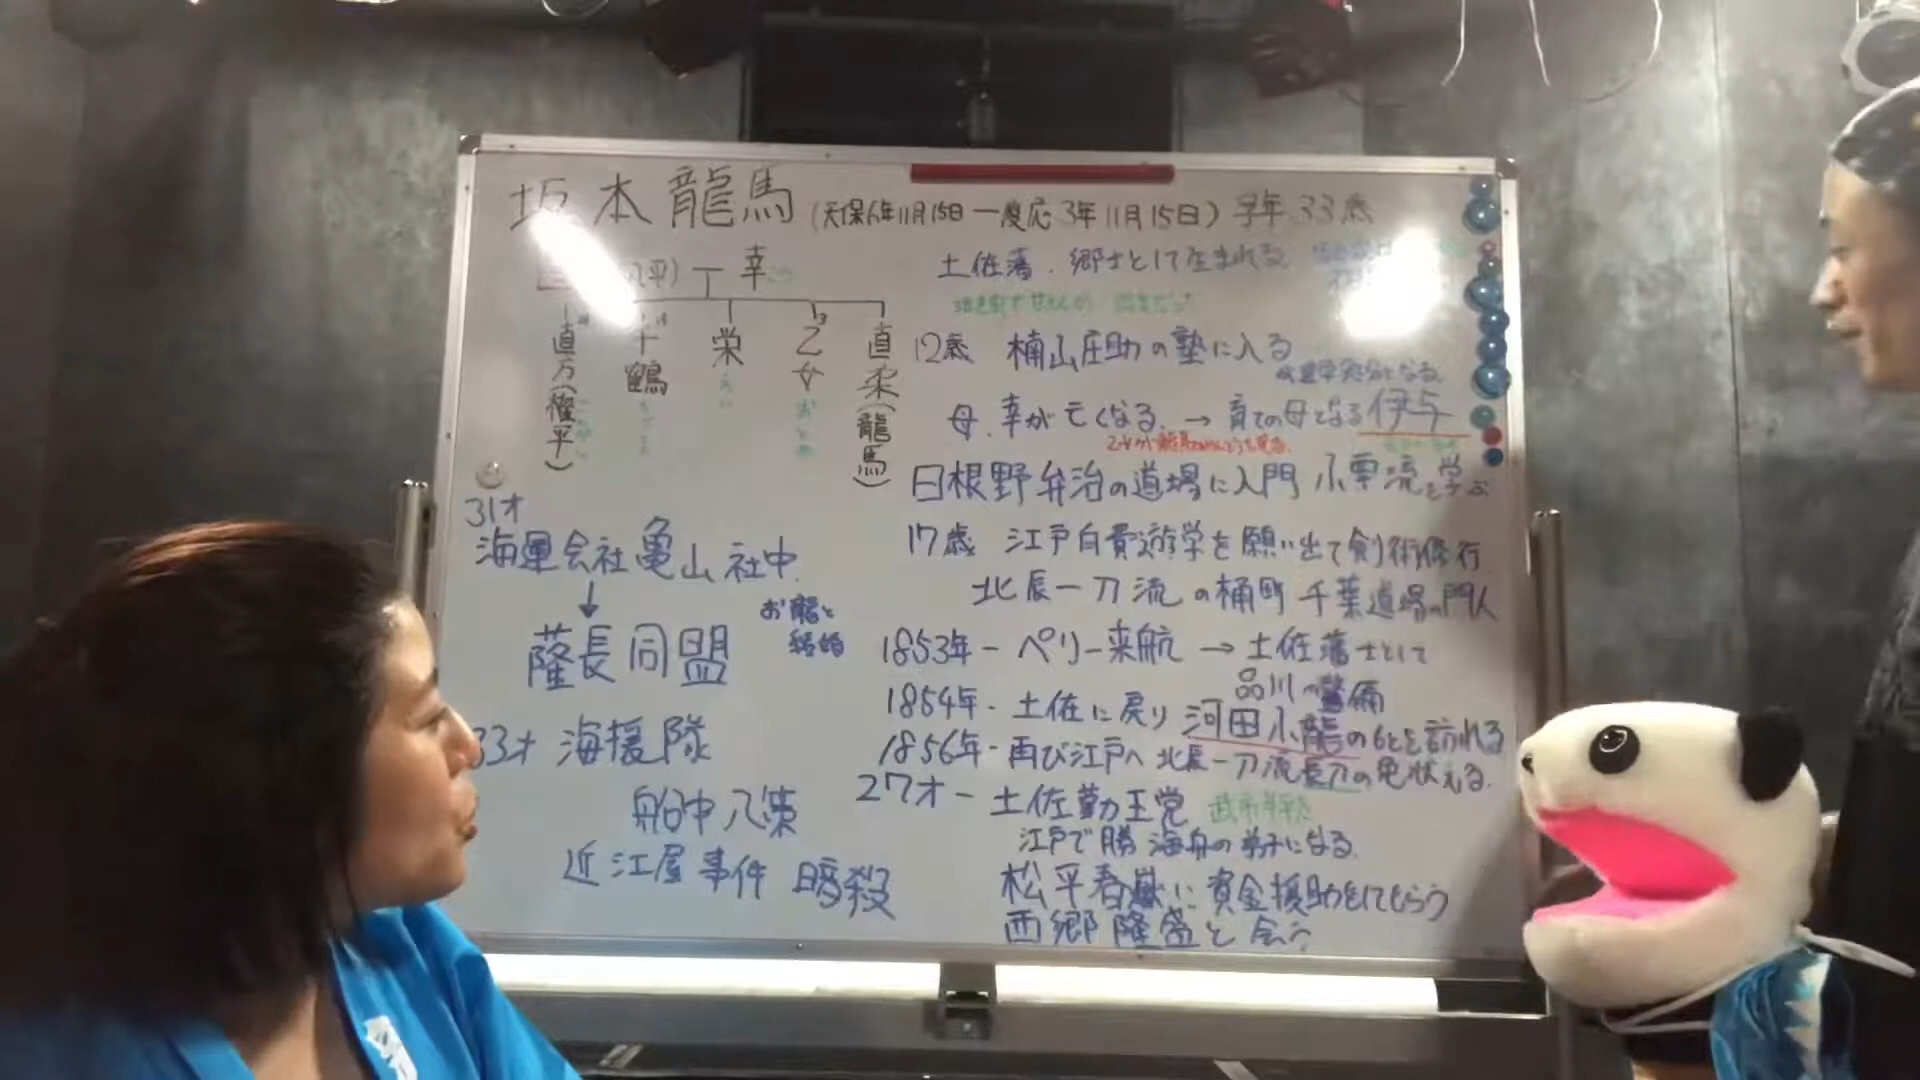 坂本龍馬 (天保6年11月15日－慶応3年11月15日) 享年33歳
八平) 幸
直方(権平)
千鶴
栄
乙女
直柔(龍馬)
土佐藩.郷士として生まれる.
12歳 楠山庄助の塾に入る
退学処分となる.
母.幸が亡くなる.→育ての母となる伊与
日根野弁治の道場に入門 小栗流を学ぶ
17歳 江戸自費遊学を願い出て剣術修行
北辰一刀流の桶町千葉道場の門人
1853年－ペリー来航→土佐藩士として
品川の警備
1854年-土佐に戻り河田小龍のもとを訪れる
1856年-再び江戸へ 北辰一刀流長刀の免状える.
27才－土佐勤王党
江戸で勝海舟の弟子になる.
松平春嶽に資金援助をしてもらう
西郷隆盛と会う
31才
海運会社亀山社中.
↓
薩長同盟
お龍と
結婚
33才 海援隊
船中八策
近江屋事件 暗殺